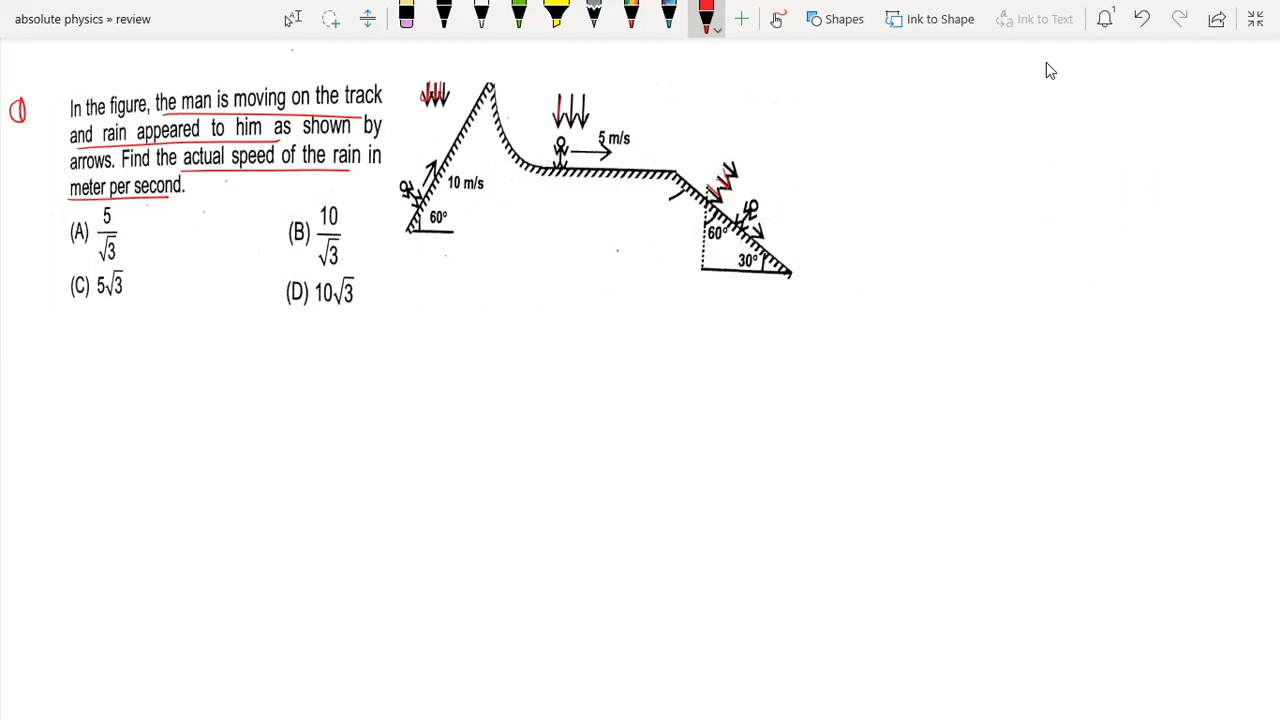 absolute physics » review
Shapes
Ink to Shape
Ink to Text
1
①
In the figure, the man is moving on the track
and rain appeared to him as shown by
arrows. Find the actual speed of the rain in
meter per second.
(A) 5/√3
(B) 10/√3
(C) 5√3
(D) 10√3
10 m/s
60°
5 m/s
60°
30°